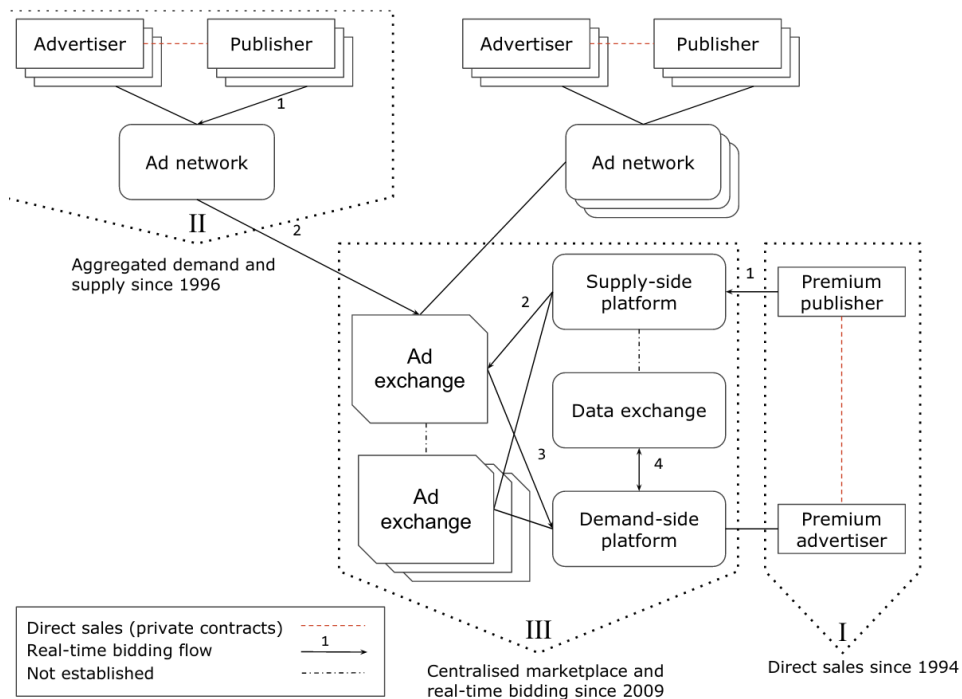 Advertiser
Publisher
1
Ad network
II
2
Aggregated demand and
supply since 1996
Advertiser
Publisher
Ad network
Supply-side
platform
1
Premium
publisher
2
Ad
exchange
Data exchange
3
4
Ad
exchange
Demand-side
platform
Premium
advertiser
III
Centralised marketplace and
real-time bidding since 2009
I
Direct sales since 1994
Direct sales (private contracts)
Real-time bidding flow
1
Not established